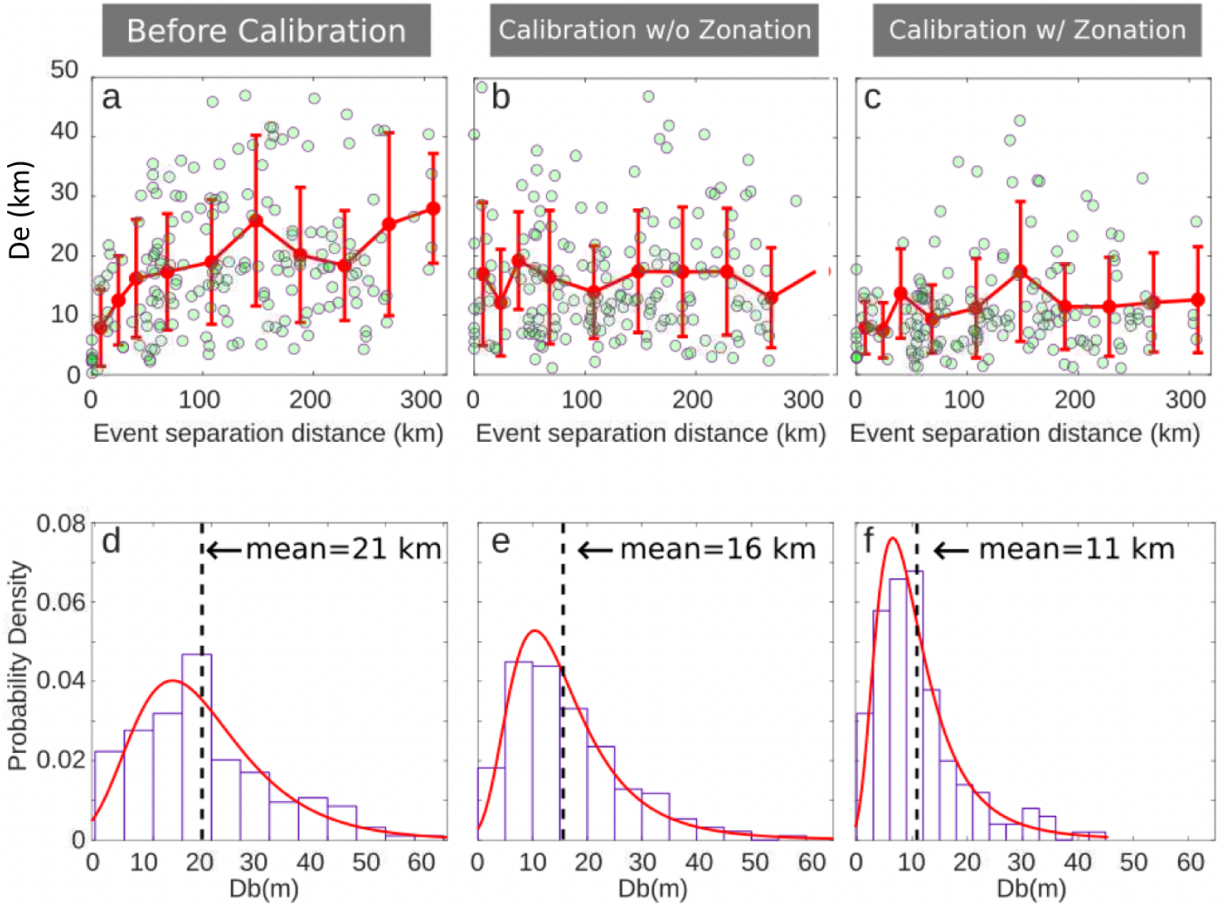 Before Calibration
Calibration w/o Zonation
Calibration w/ Zonation
De (km)
50
40
30
20
10
0
a
b
c
0 100 200 300
0 100 200 300
0 100 200 300
Event separation distance (km)
Event separation distance (km)
Event separation distance (km)
Probability Density
0.08
0.06
0.04
0.02
0
d
←mean=21 km
e
←mean=16 km
f
←mean=11 km
0 10 20 30 40 50 60
0 10 20 30 40 50 60
0 10 20 30 40 50 60
Db(m)
Db(m)
Db(m)